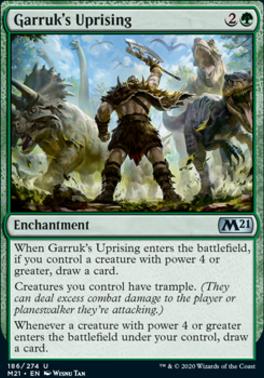 Garruk's Uprising 2
Enchantment M21
When Garruk's Uprising enters the battlefield,
if you control a creature with power 4 or
greater, draw a card.
Creatures you control have trample. (They
can deal excess combat damage to the player or
planeswalker they're attacking.)
Whenever a creature with power 4 or greater
enters the battlefield under your control, draw
a card.
186/274 U
M21 • EN WISNU TAN
™ & © 2020 Wizards of the Coast